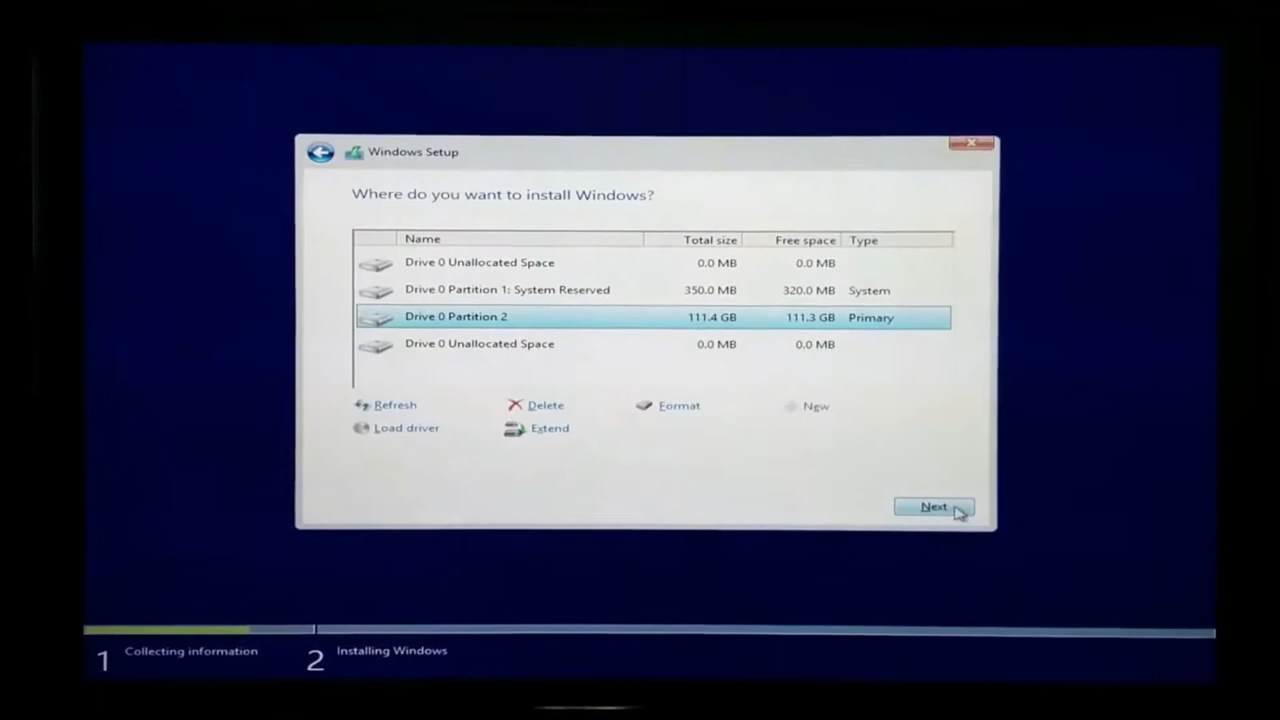 Windows Setup
Where do you want to install Windows?
Name Total size Free space Type
Drive 0 Unallocated Space 0.0 MB 0.0 MB
Drive 0 Partition 1: System Reserved 350.0 MB 320.0 MB System
Drive 0 Partition 2 111.4 GB 111.3 GB Primary
Drive 0 Unallocated Space 0.0 MB 0.0 MB
Refresh Delete Format New
Load driver Extend
Next
1 Collecting information 2 Installing Windows